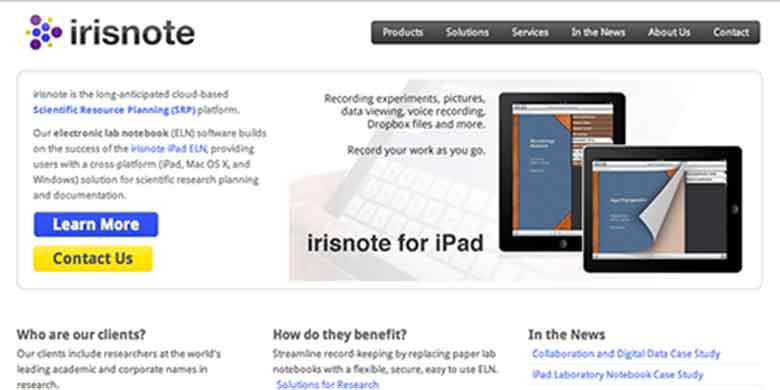 irisnote
Products Solutions Services In the News About Us Contact
irisnote is the long-anticipated cloud-based
Scientific Resource Planning (SRP) platform.
Our electronic lab notebook (ELN) software builds
on the success of the irisnote iPad ELN; providing
users with a cross-platform (iPad, Mac OS X, and
Windows) solution for scientific research planning
and documentation.
Learn More
Contact Us
Recording experiments, pictures,
data viewing, voice recording,
Dropbox files and more.
Record your work as you go.
irisnote for iPad
Who are our clients?
Our clients include researchers at the world's
leading academic and corporate names in
research.
How do they benefit?
Streamline record-keeping by replacing paper lab
notebooks with a flexible, secure, easy to use ELN.
Solutions for Research
In the News
Collaboration and Digital Data Case Study
iPad Laboratory Notebook Case Study